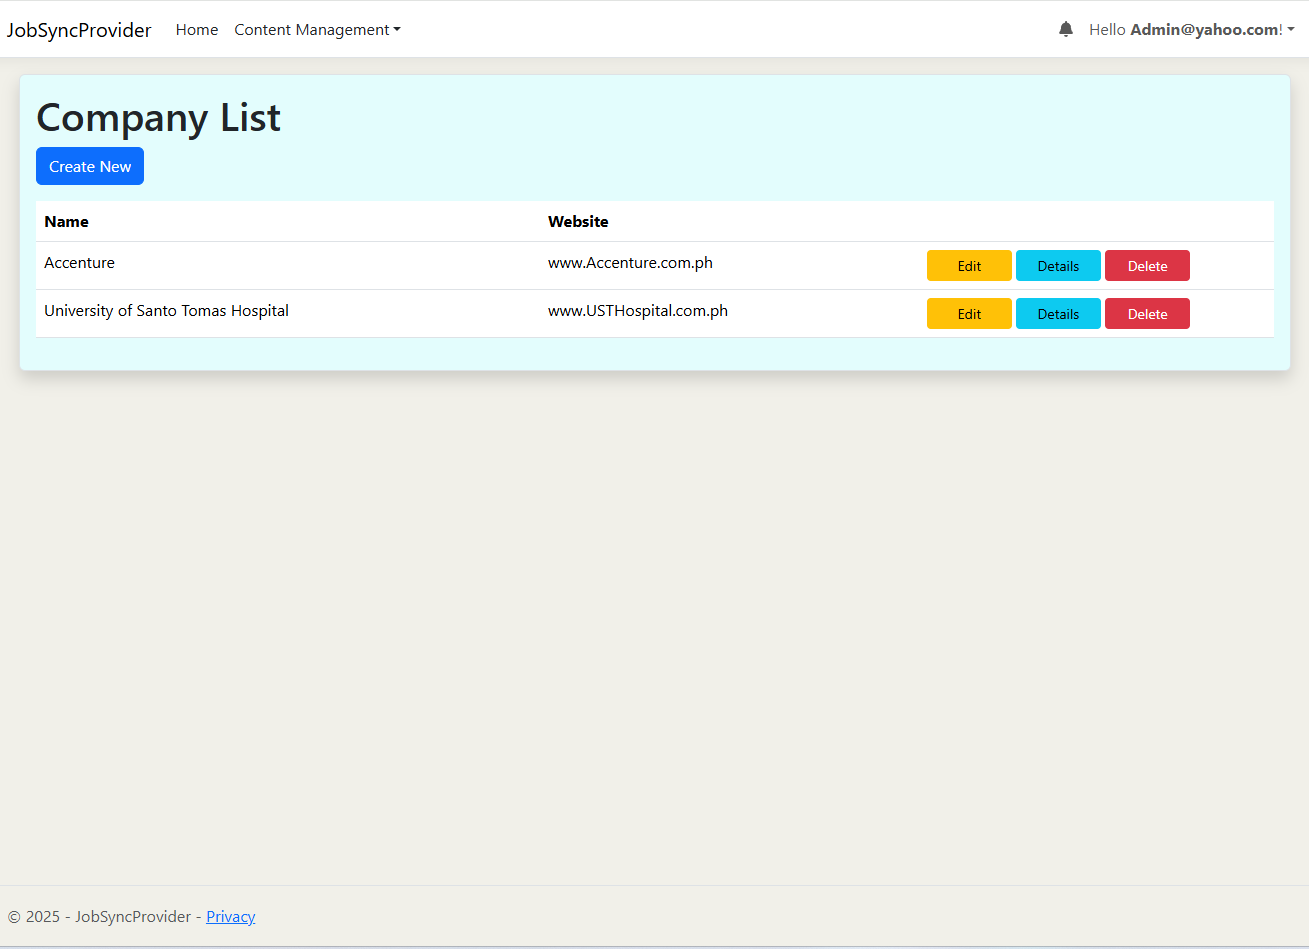 JobSyncProvider Home Content Management Hello Admin@yahoo.com!
Company List
Create New
Name Website
Accenture www.Accenture.com.ph Edit Details Delete
University of Santo Tomas Hospital www.USTHospital.com.ph Edit Details Delete
© 2025 - JobSyncProvider - Privacy